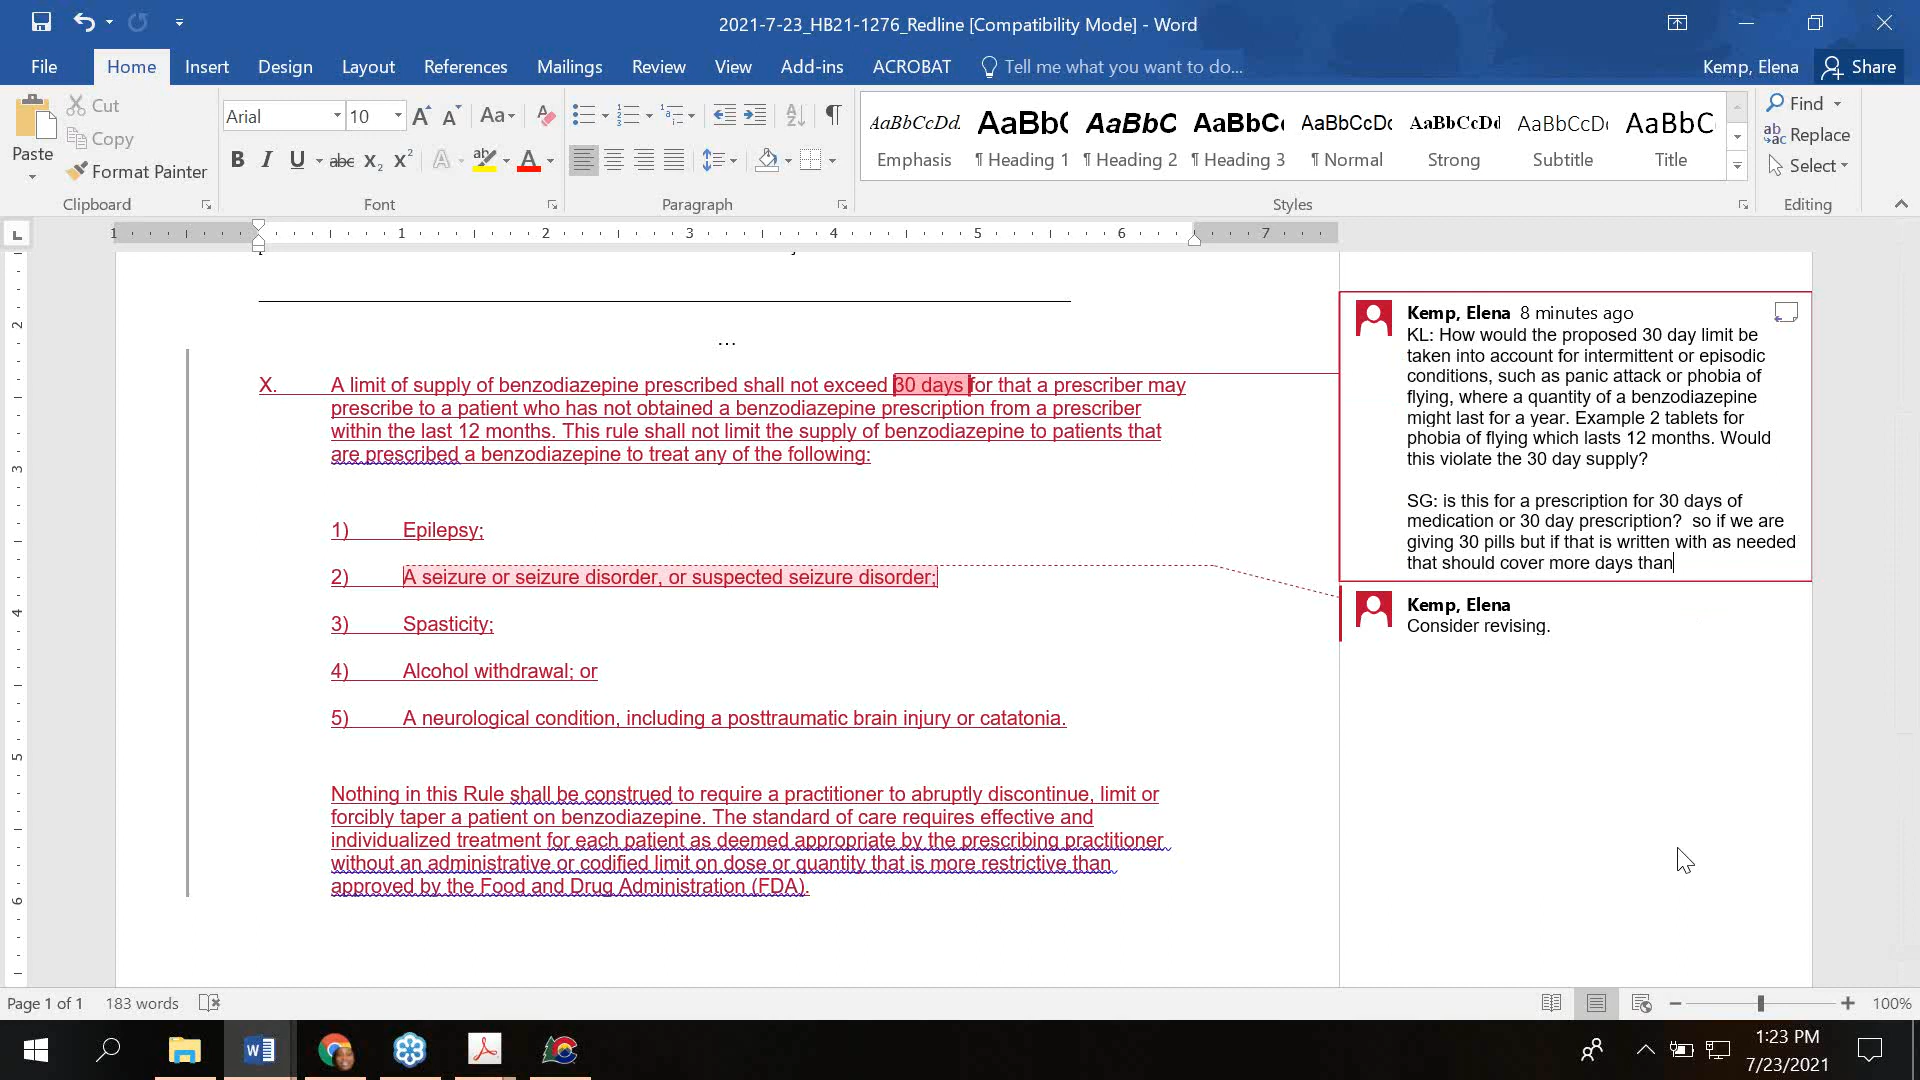 2021-7-23_HB21-1276_Redline [Compatibility Mode] - Word
File Home Insert Design Layout References Mailings Review View Add-ins ACROBAT Tell me what you want to do... Kemp, Elena Share
Paste
Cut
Copy
Format Painter
Clipboard
Arial 10
Font
Paragraph
AaBbCcDd. AaBb( AaBbC AaBbC AaBbCcDc AaBbCcDd AaBbCcDc AaBbC
Emphasis ¶ Heading 1 ¶ Heading 2 ¶ Heading 3 ¶ Normal Strong Subtitle Title
Styles
Find
Replace
Select
Editing
1 1 2 3 4 5 6 7
…
X. A limit of supply of benzodiazepine prescribed shall not exceed 30 days for that a prescriber may
prescribe to a patient who has not obtained a benzodiazepine prescription from a prescriber
within the last 12 months. This rule shall not limit the supply of benzodiazepine to patients that
are prescribed a benzodiazepine to treat any of the following:
1) Epilepsy;
2) A seizure or seizure disorder, or suspected seizure disorder;
3) Spasticity;
4) Alcohol withdrawal; or
5) A neurological condition, including a posttraumatic brain injury or catatonia.
Nothing in this Rule shall be construed to require a practitioner to abruptly discontinue, limit or
forcibly taper a patient on benzodiazepine. The standard of care requires effective and
individualized treatment for each patient as deemed appropriate by the prescribing practitioner
without an administrative or codified limit on dose or quantity that is more restrictive than
approved by the Food and Drug Administration (FDA).
Kemp, Elena 8 minutes ago
KL: How would the proposed 30 day limit be
taken into account for intermittent or episodic
conditions, such as panic attack or phobia of
flying, where a quantity of a benzodiazepine
might last for a year. Example 2 tablets for
phobia of flying which lasts 12 months. Would
this violate the 30 day supply?
SG: is this for a prescription for 30 days of
medication or 30 day prescription? so if we are
giving 30 pills but if that is written with as needed
that should cover more days than
Kemp, Elena
Consider revising.
2
3
4
5
6
Page 1 of 1 183 words 100%
1:23 PM
7/23/2021